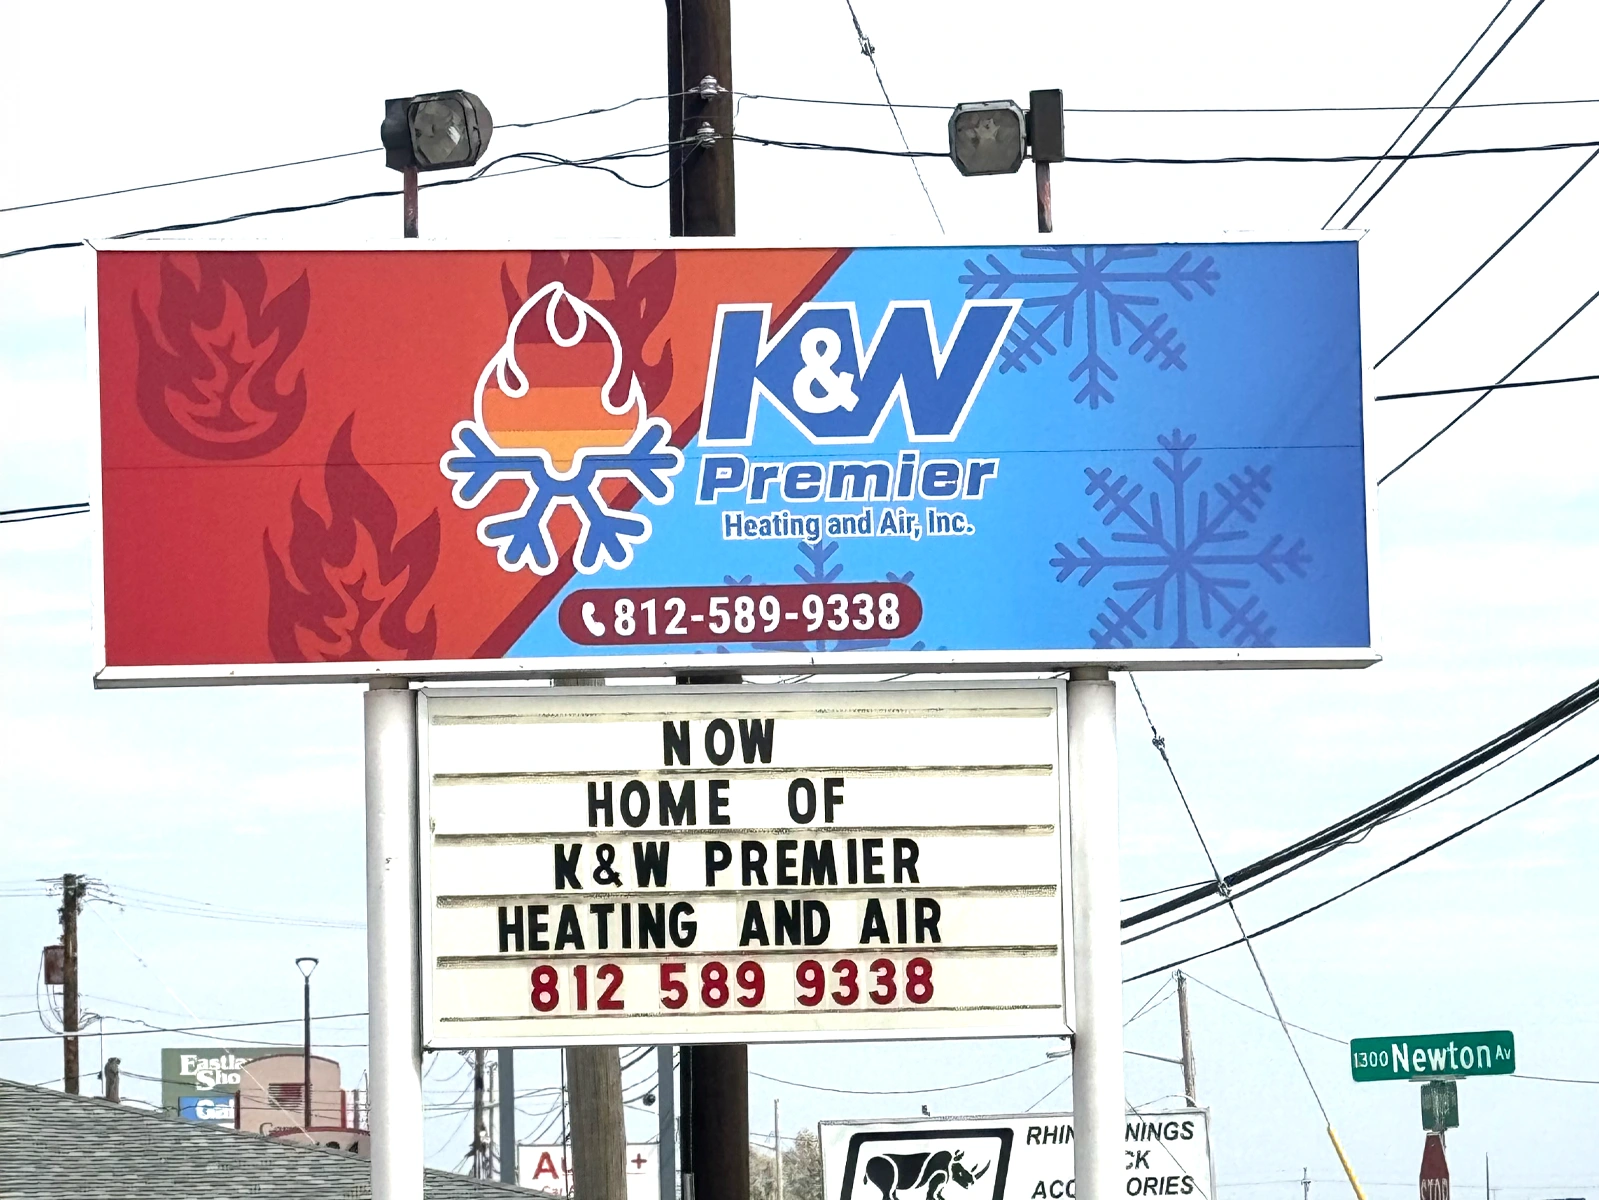 K&W
Premier
Heating and Air, Inc.
812-589-9338
NOW
HOME OF
K&W PREMIER
HEATING AND AIR
812 589 9338
1300 Newton Av